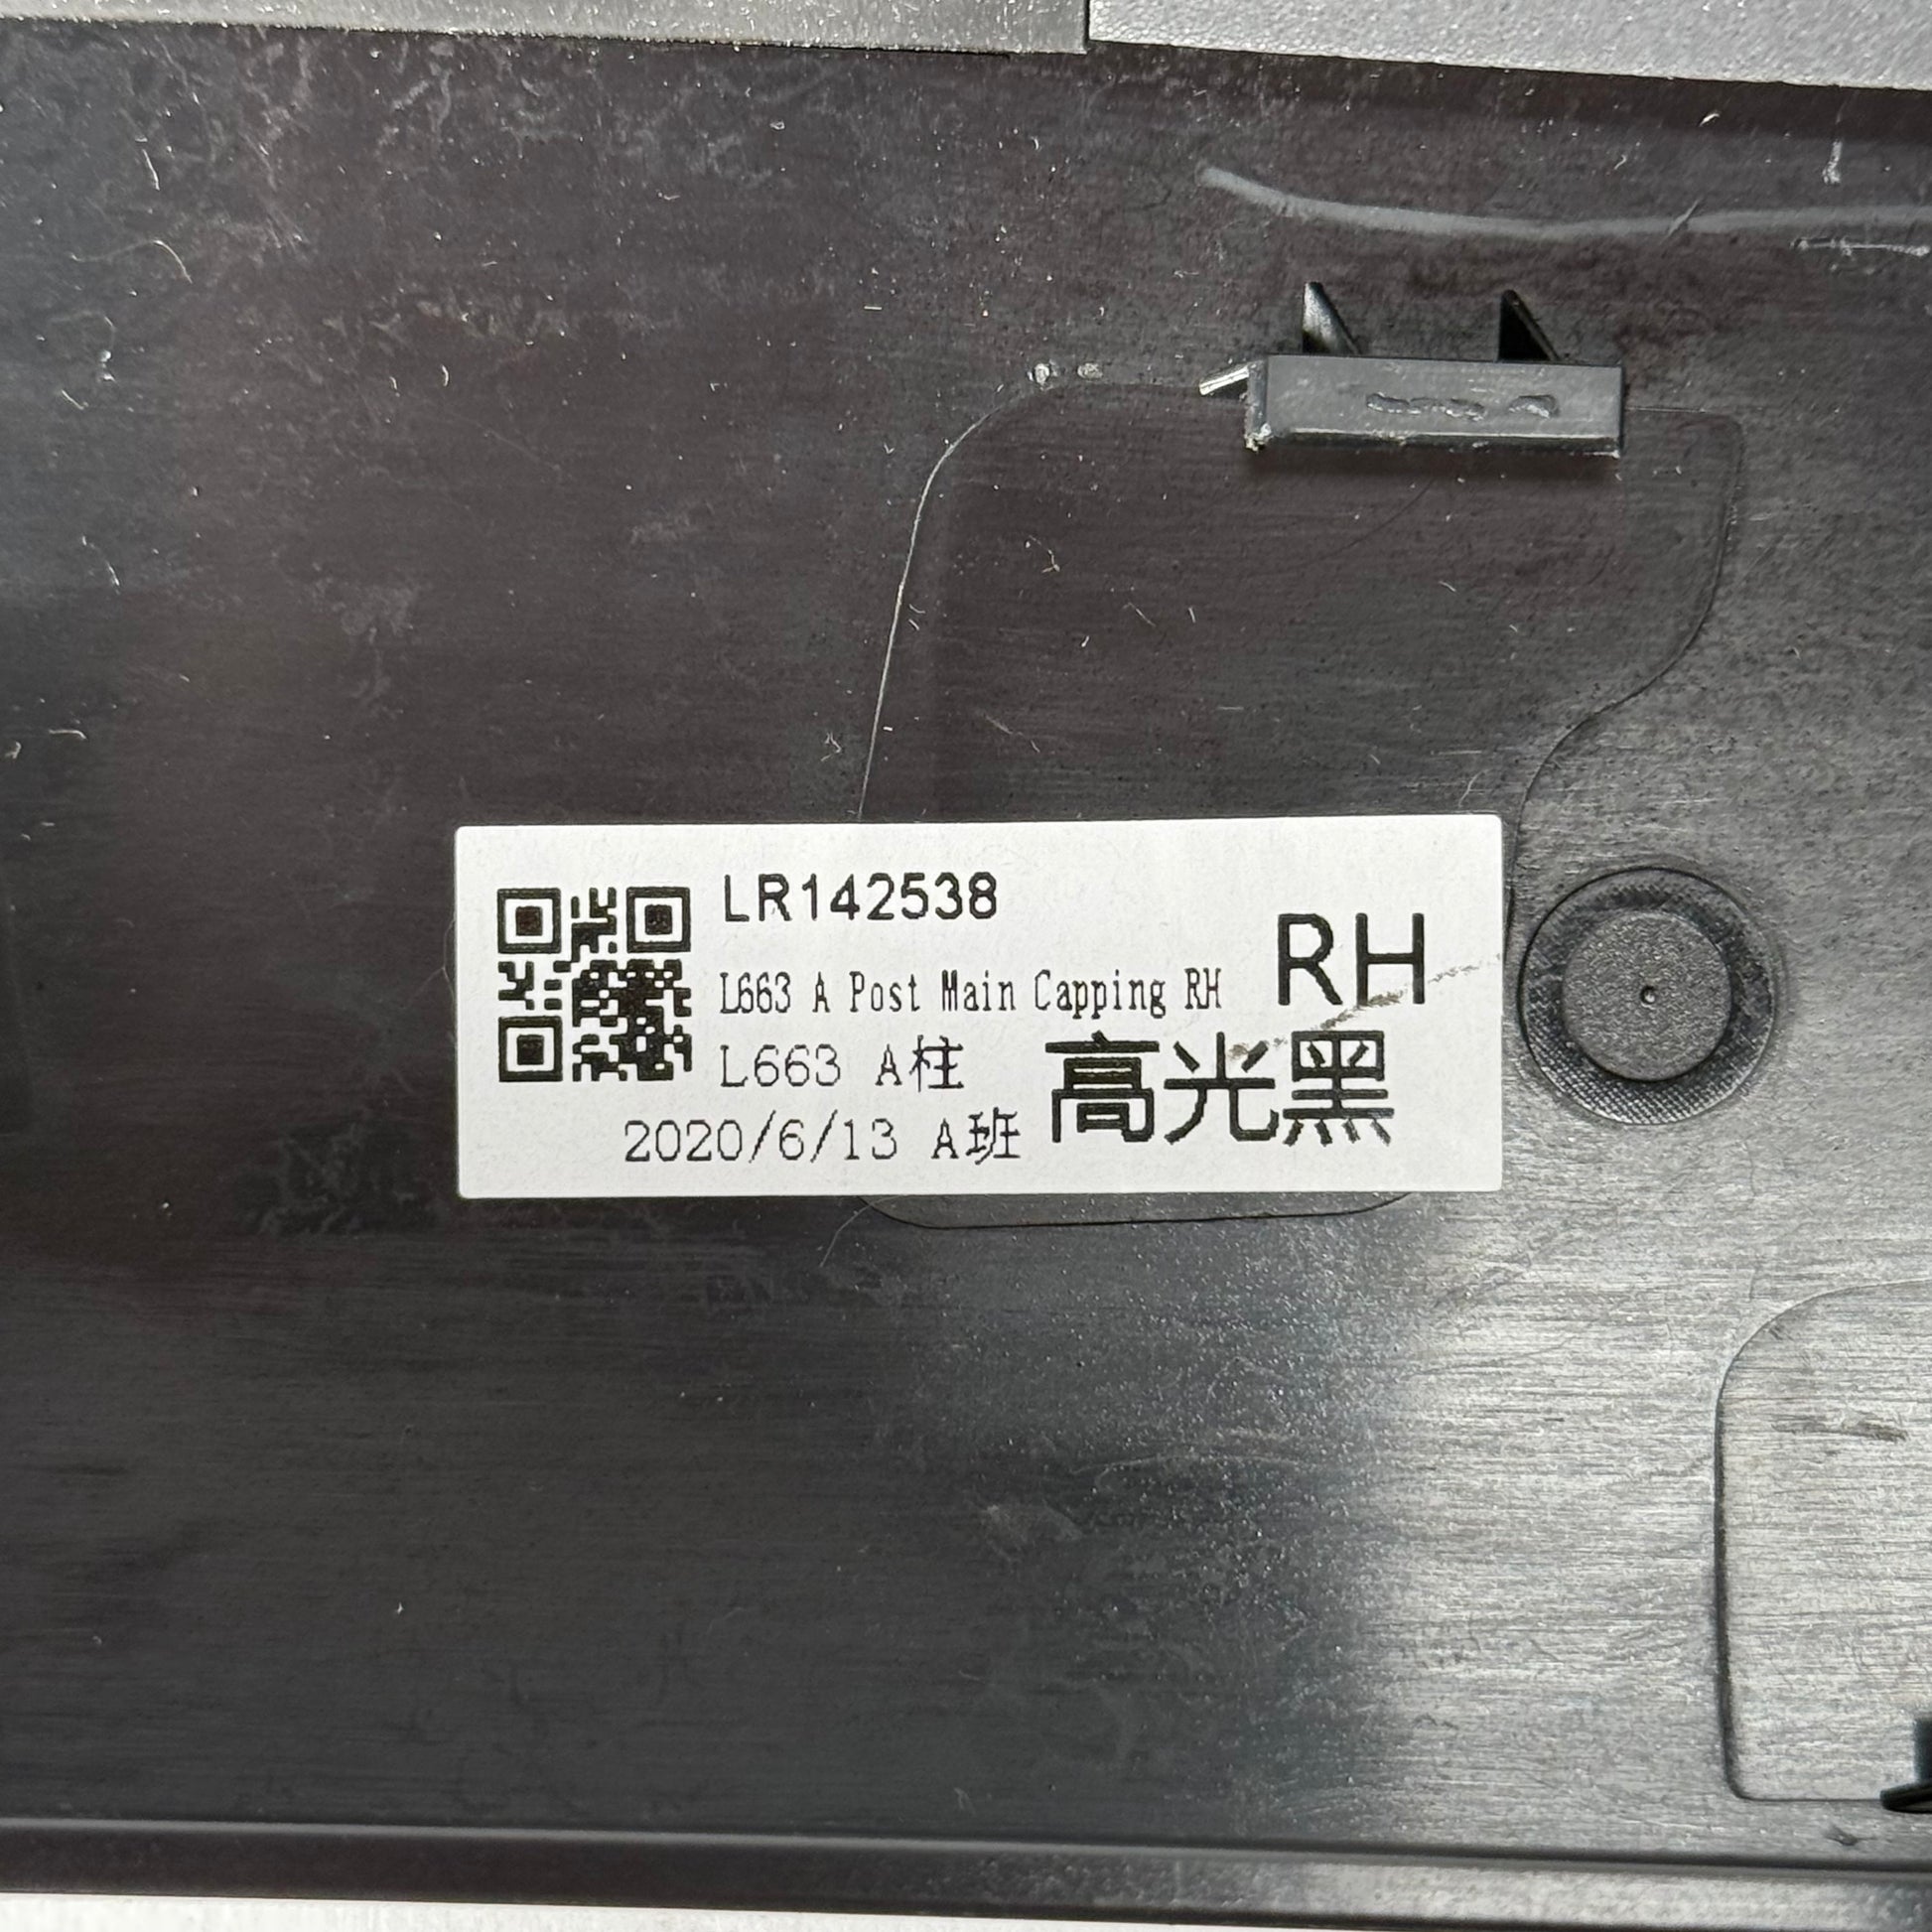 LR142538
RH
L663 A Post Main Capping RH
L663 A柱
高光黑
2020/6/13 A班